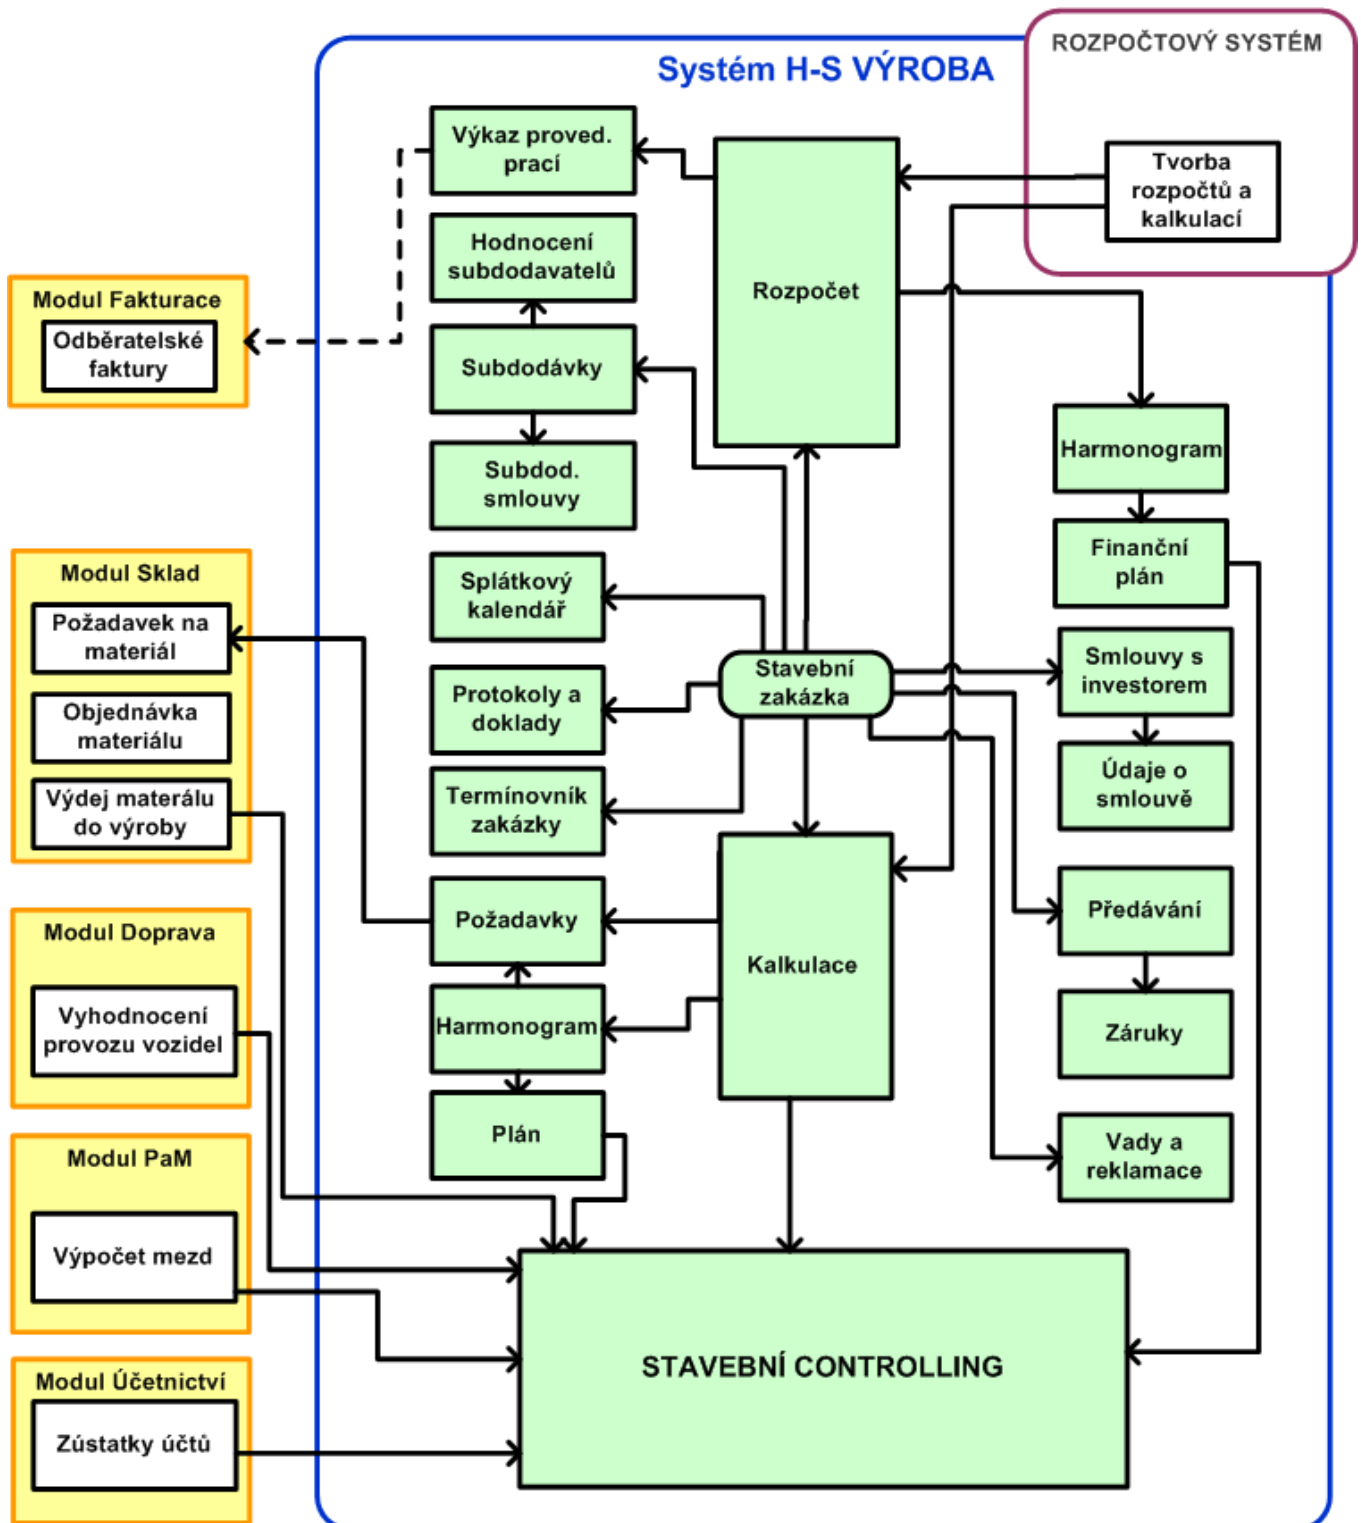 ROZPOČTOVÝ SYSTÉM
Systém H-S VÝROBA
Tvorba
rozpočtů a
kalkulací
Výkaz proved.
prací
Hodnocení
subdodavatelů
Subdodávky
Subdod.
smlouvy
Rozpočet
Modul Fakturace
Odběratelské
faktury
Harmonogram
Finanční
plán
Modul Sklad
Požadavek na
materiál
Objednávka
materiálu
Výdej materálu
do výroby
Splátkový
kalendář
Protokoly a
doklady
Termínovník
zakázky
Stavební
zakázka
Smlouvy s
investorem
Údaje o
smlouvě
Předávání
Záruky
Vady a
reklamace
Požadavky
Harmonogram
Plán
Kalkulace
Modul Doprava
Vyhodnocení
provozu vozidel
Modul PaM
Výpočet mezd
Modul Účetnictví
Zústatky účtů
STAVEBNÍ CONTROLLING